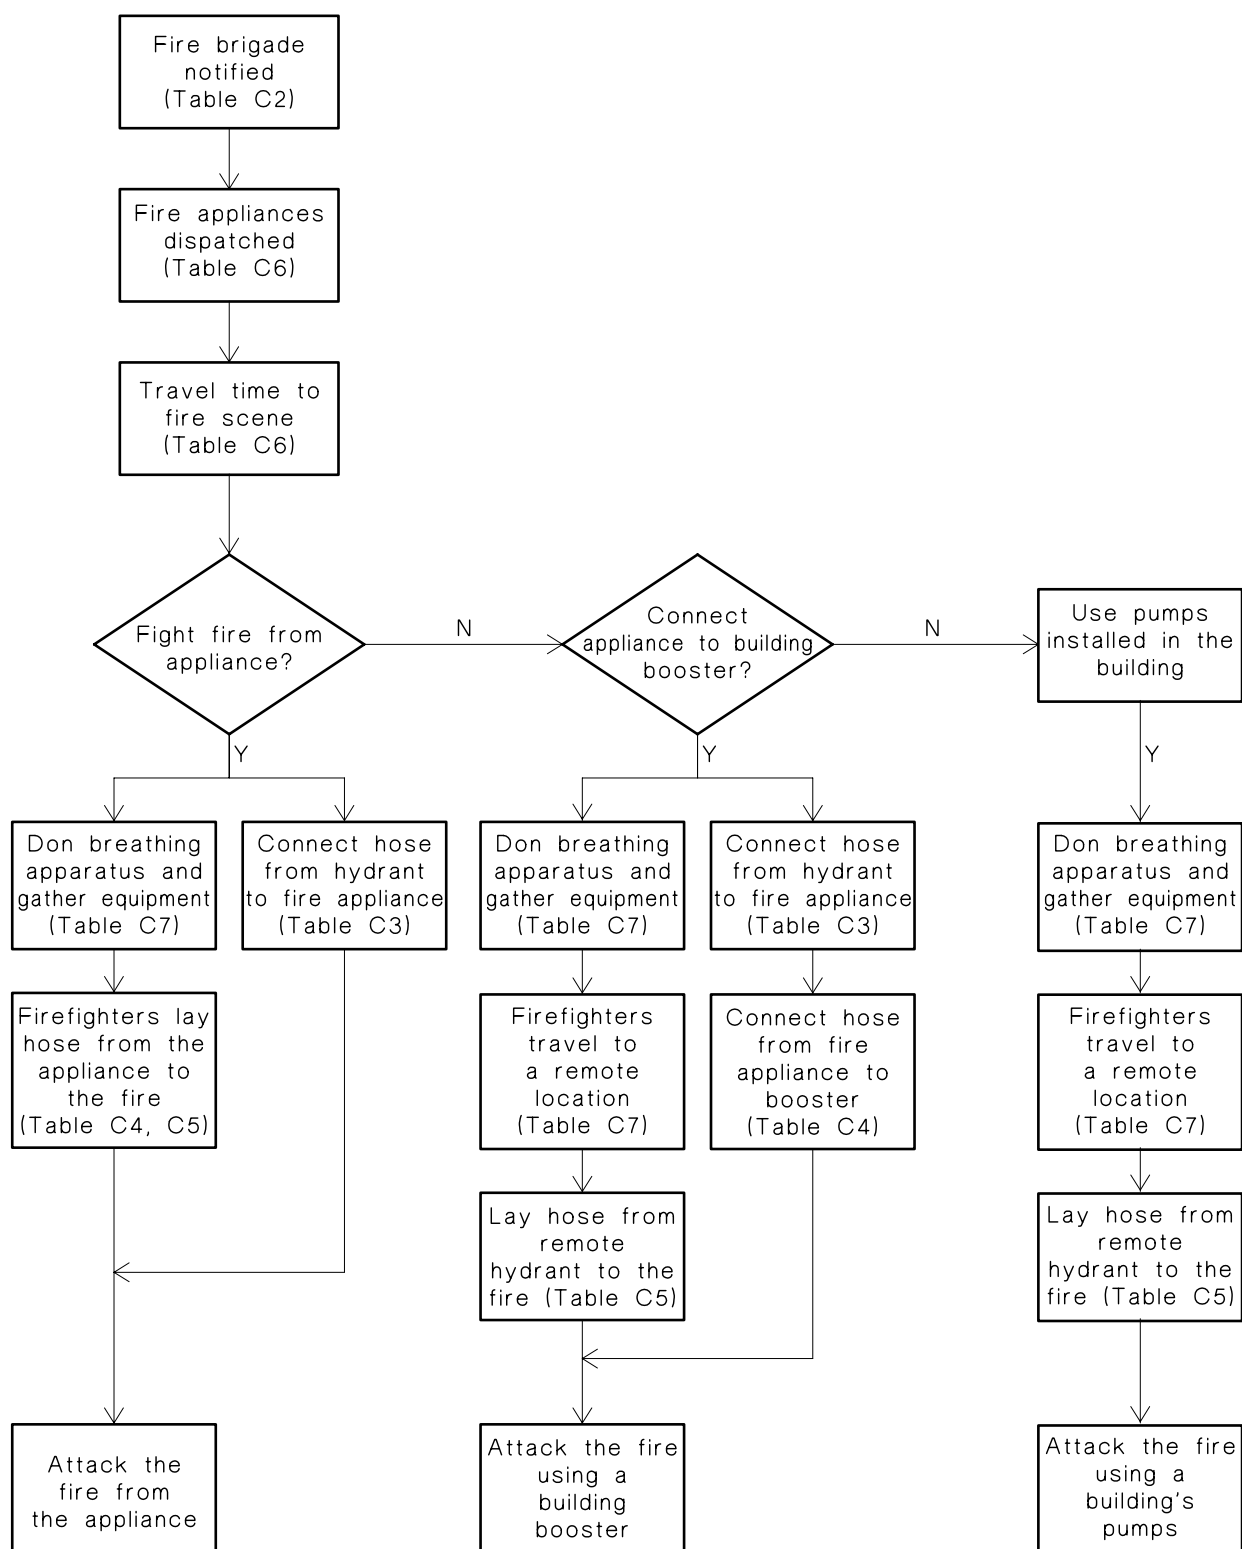 Fire brigade
notified
(Table C2)
Fire appliances
dispatched
(Table C6)
Travel time to
fire scene
(Table C6)
Fight fire from
appliance?
N
Connect
appliance to building
booster?
N
Use pumps
installed in the
building
Y
Y
Y
Don breathing
apparatus and
gather equipment
(Table C7)
Connect hose
from hydrant
to fire appliance
(Table C3)
Don breathing
apparatus and
gather equipment
(Table C7)
Connect hose
from hydrant
to fire appliance
(Table C3)
Don breathing
apparatus and
gather equipment
(Table C7)
Firefighters lay
hose from the
appliance to
the fire
(Table C4, C5)
Firefighters
travel to
a remote
location
(Table C7)
Connect hose
from fire
appliance to
booster
(Table C4)
Firefighters
travel to
a remote
location
(Table C7)
Lay hose from
remote
hydrant to the
fire (Table C5)
Lay hose from
remote
hydrant to the
fire (Table C5)
Attack the
fire from
the appliance
Attack the fire
using a
building
booster
Attack the fire
using a
building's
pumps